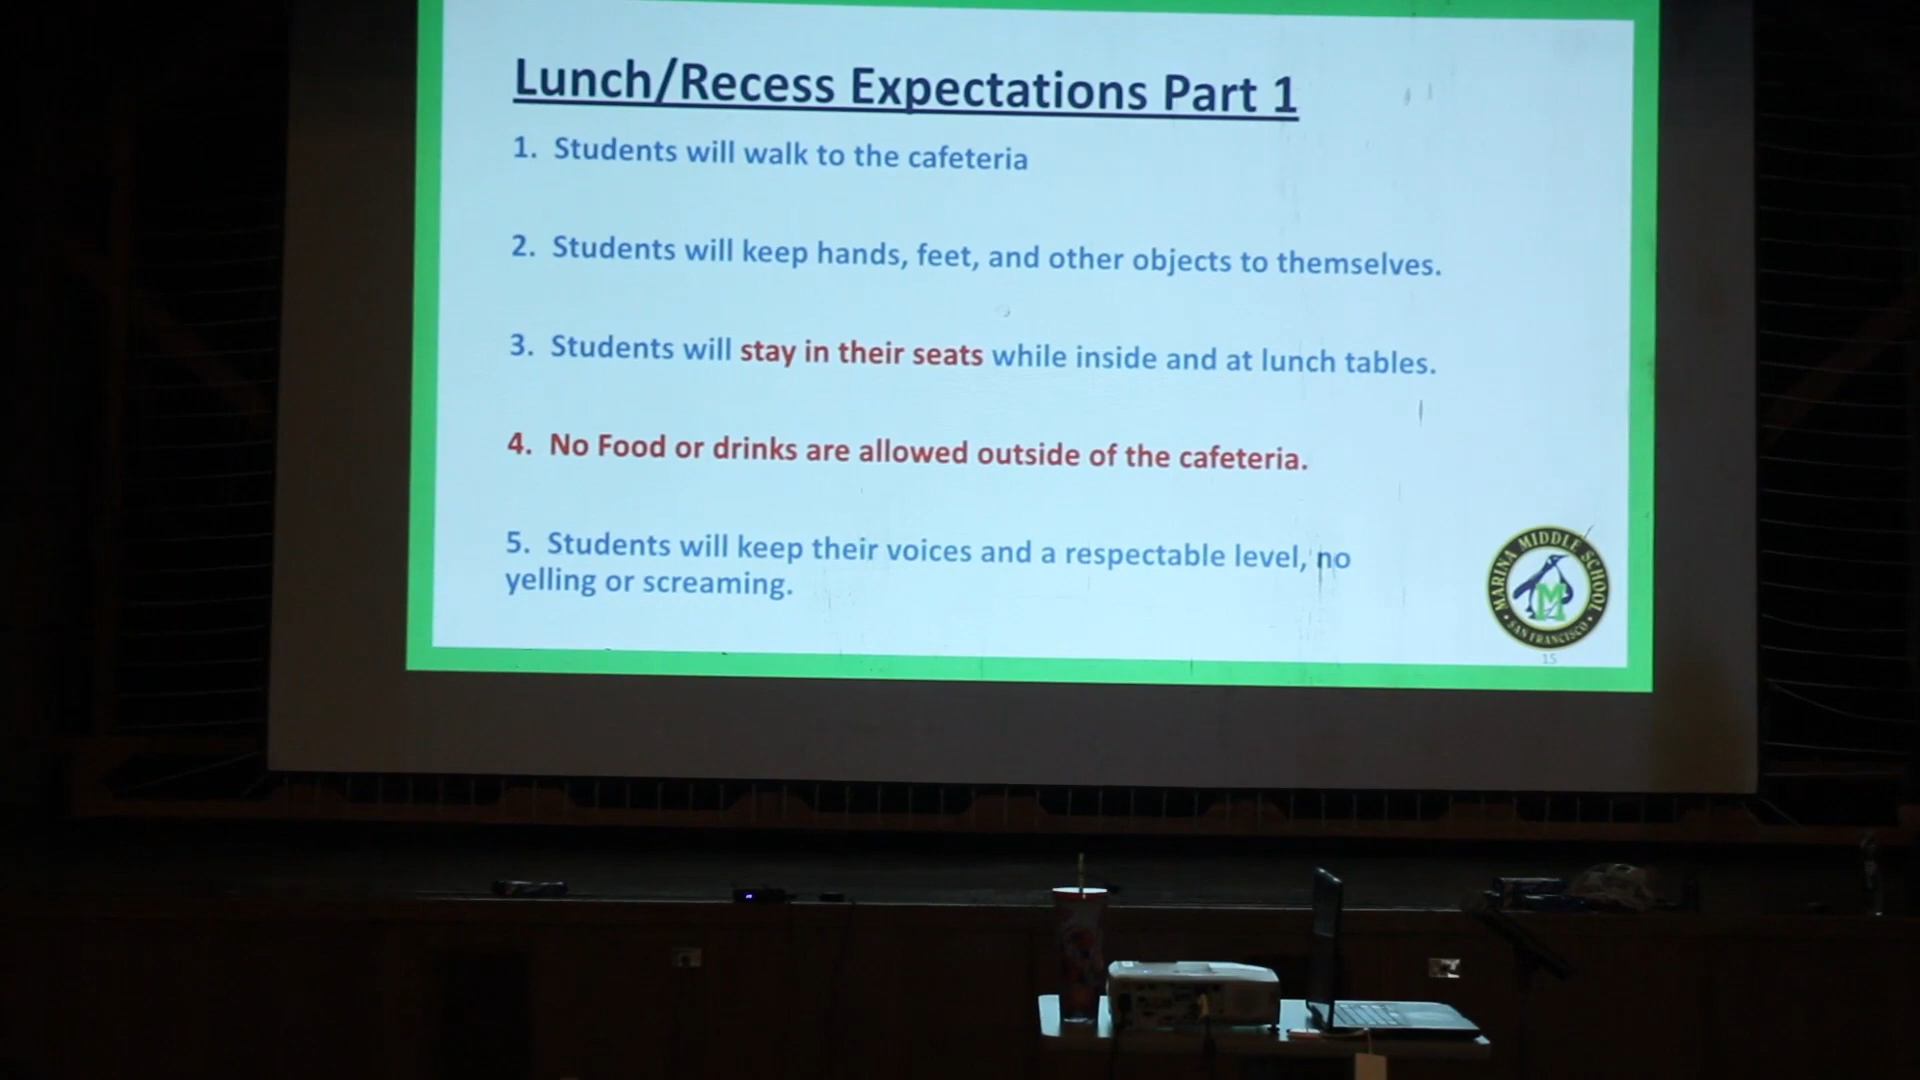 Lunch/Recess Expectations Part 1
1. Students will walk to the cafeteria
2. Students will keep hands, feet, and other objects to themselves.
3. Students will stay in their seats while inside and at lunch tables.
4. No Food or drinks are allowed outside of the cafeteria.
5. Students will keep their voices and a respectable level, no
yelling or screaming.
MARINA MIDDLE SCHOOL
M
• SAN FRANCISCO •
15